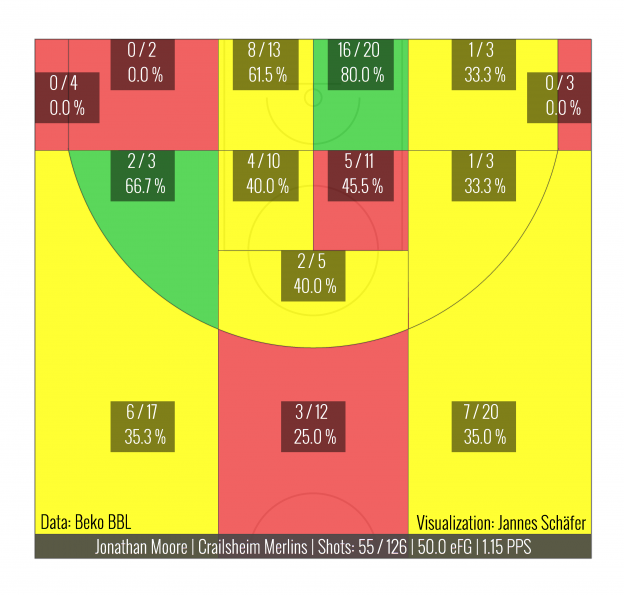 0 / 2
0.0 %
8 / 13
61.5 %
16 / 20
80.0 %
1 / 3
33.3 %
0 / 4
0.0 %
0 / 3
0.0 %
2 / 3
66.7 %
4 / 10
40.0 %
5 / 11
45.5 %
1 / 3
33.3 %
2 / 5
40.0 %
6 / 17
35.3 %
3 / 12
25.0 %
7 / 20
35.0 %
Data: Beko BBL
Visualization: Jannes Schäfer
Jonathan Moore | Crailsheim Merlins | Shots: 55 / 126 | 50.0 eFG | 1.15 PPS